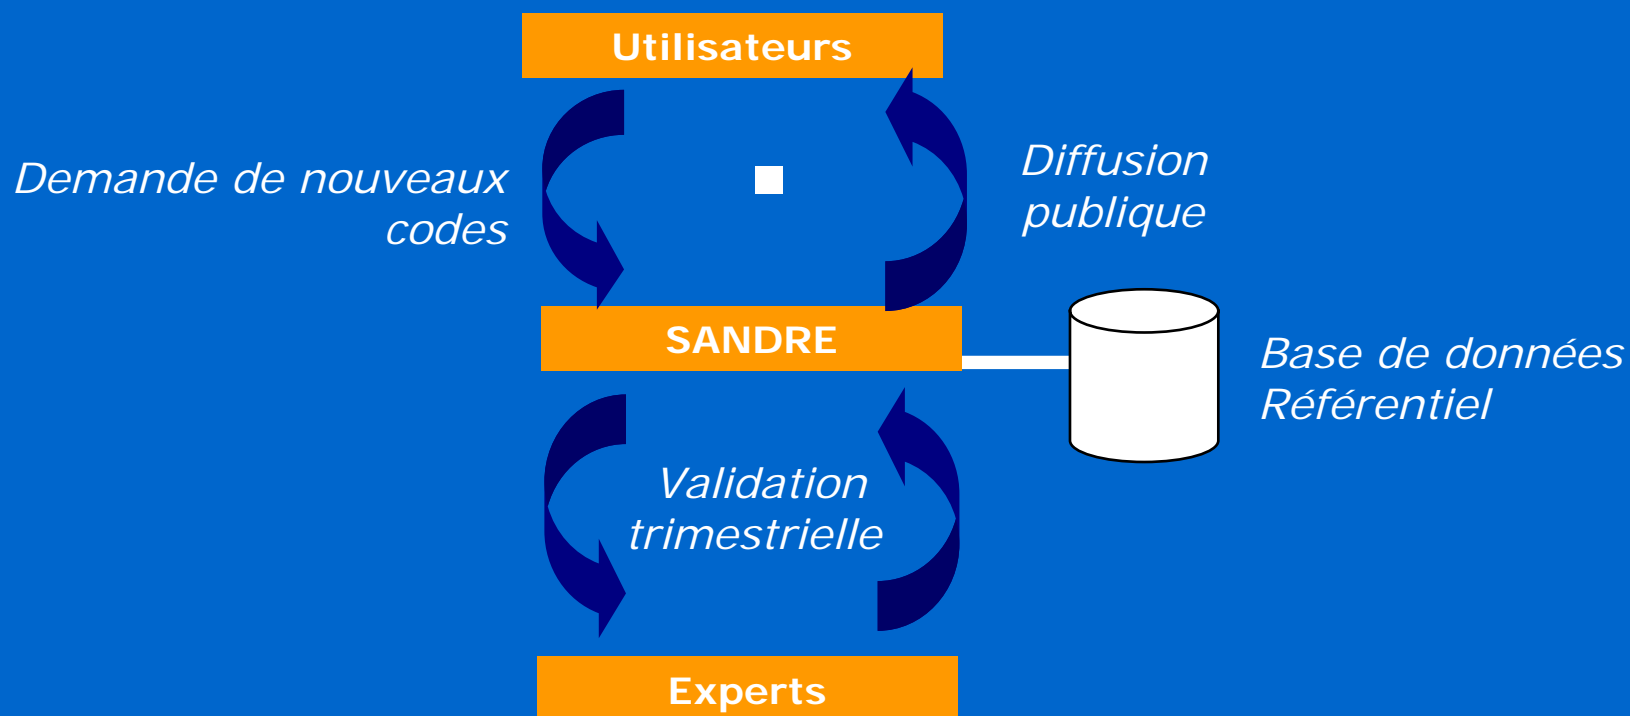 Utilisateurs
Demande de nouveaux
codes
Diffusion
publique
SANDRE
Base de données
Référentiel
Validation
trimestrielle
Experts